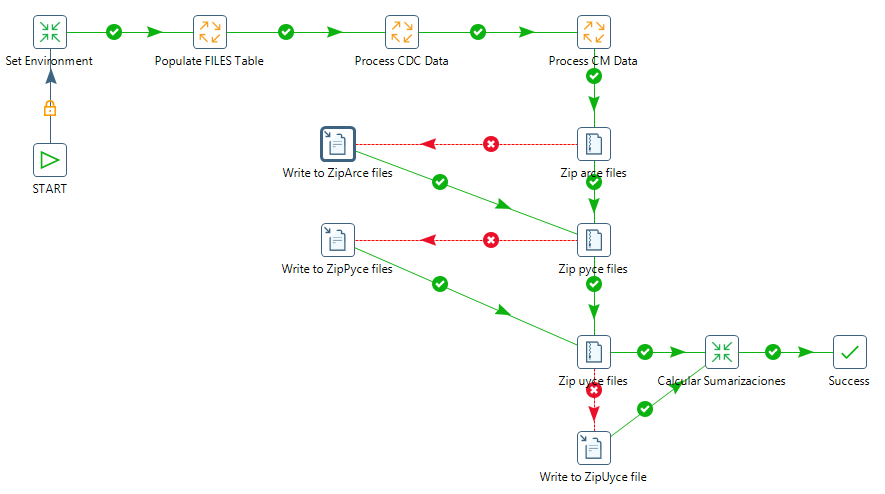 Set Environment
Populate FILES Table
Process CDC Data
Process CM Data
START
Write to ZipArce files
Zip arce files
Write to ZipPyce files
Zip pyce files
Zip uyce files
Calcular Sumarizaciones
Success
Write to ZipUyce file